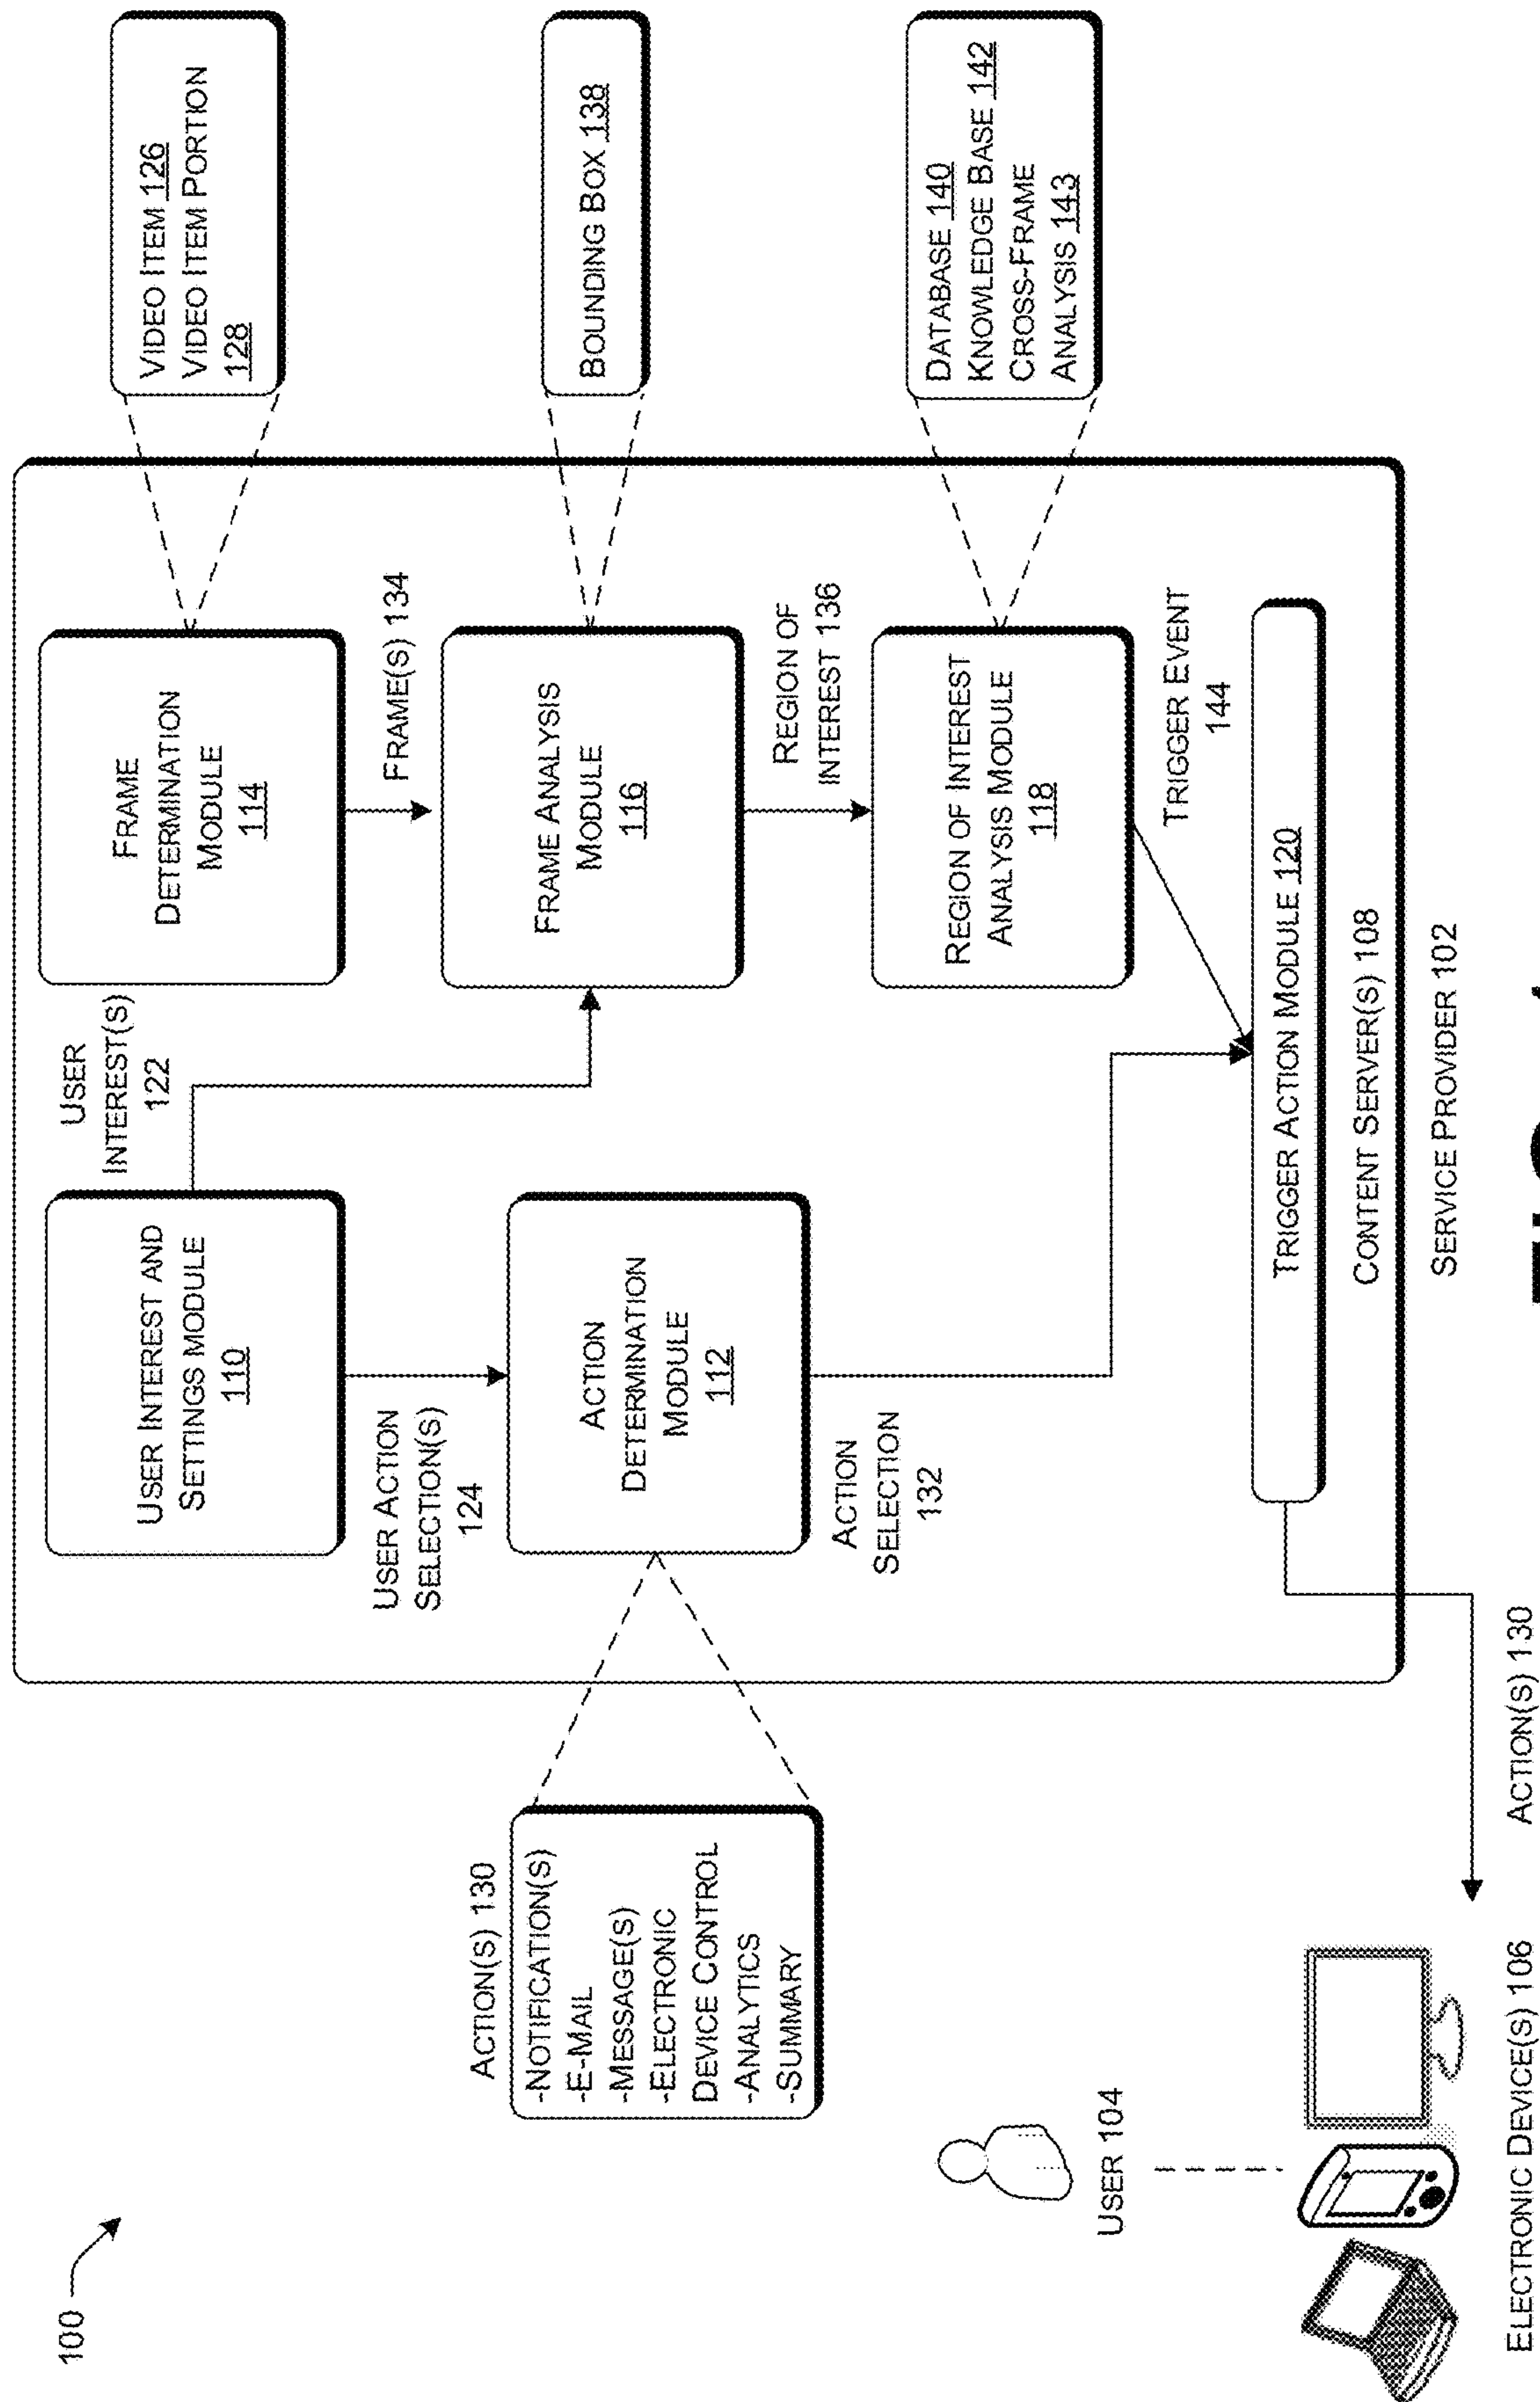 100
USER INTEREST AND
SETTINGS MODULE
110
USER
INTEREST(S)
122
FRAME
DETERMINATION
MODULE
114
VIDEO ITEM 126
VIDEO ITEM PORTION
128
USER ACTION
SELECTION(S)
124
FRAME(S) 134
ACTION(S) 130
-NOTIFICATION(S)
-E-MAIL
-MESSAGE(S)
-ELECTRONIC
DEVICE CONTROL
-ANALYTICS
-SUMMARY
ACTION
DETERMINATION
MODULE
112
FRAME ANALYSIS
MODULE
116
BOUNDING BOX 138
ACTION
SELECTION
132
REGION OF
INTEREST 136
REGION OF INTEREST
ANALYSIS MODULE
118
DATABASE 140
KNOWLEDGE BASE 142
CROSS-FRAME
ANALYSIS 143
USER 104
TRIGGER EVENT
144
TRIGGER ACTION MODULE 120
CONTENT SERVER(S) 108
SERVICE PROVIDER 102
ELECTRONIC DEVICE(S) 106
ACTION(S) 130